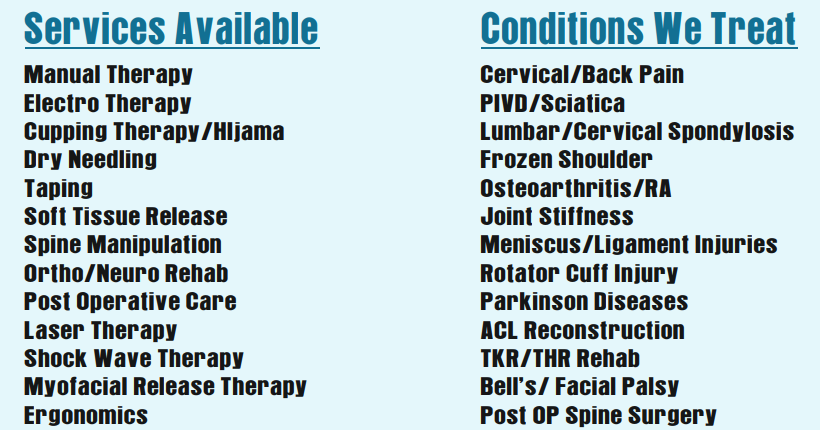 Services Available
Manual Therapy
Electro Therapy
Cupping Therapy/HIjama
Dry Needling
Taping
Soft Tissue Release
Spine Manipulation
Ortho/Neuro Rehab
Post Operative Care
Laser Therapy
Shock Wave Therapy
Myofacial Release Therapy
Ergonomics
Conditions We Treat
Cervical/Back Pain
PIVD/Sciatica
Lumbar/Cervical Spondylosis
Frozen Shoulder
Osteoarthritis/RA
Joint Stiffness
Meniscus/Ligament Injuries
Rotator Cuff Injury
Parkinson Diseases
ACL Reconstruction
TKR/THR Rehab
Bell's/ Facial Palsy
Post OP Spine Surgery